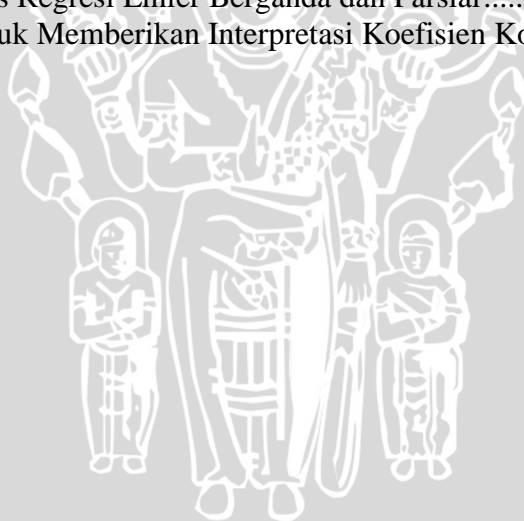 s Regresi Linier Berganda dan Parsial.....
uk Memberikan Interpretasi Koefisien Ko